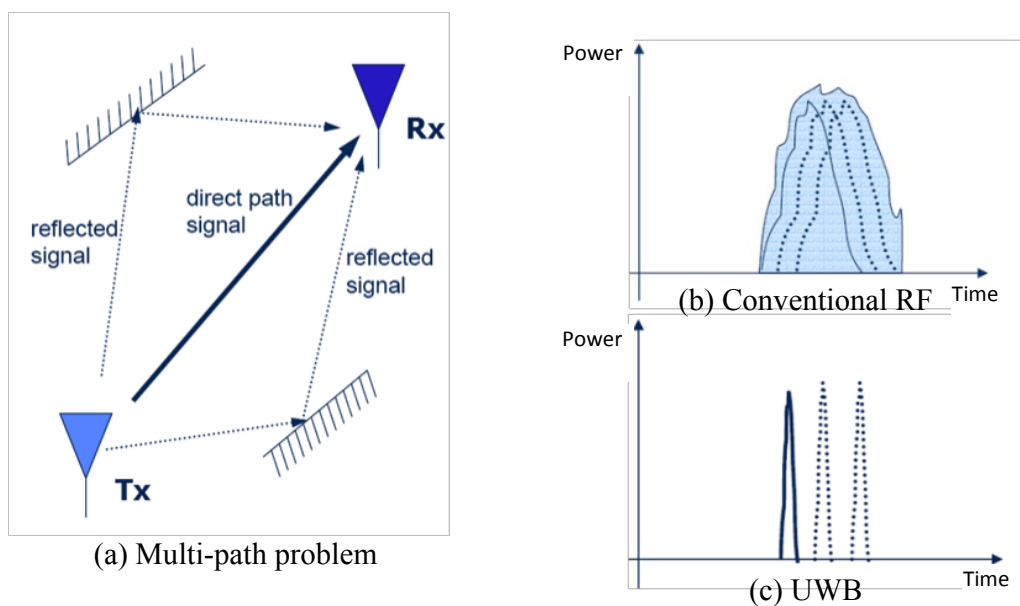 Rx
direct path
signal
reflected
signal
reflected
signal
Tx
(a) Multi-path problem
Power
Time
(b) Conventional RF
Power
Time
(c) UWB